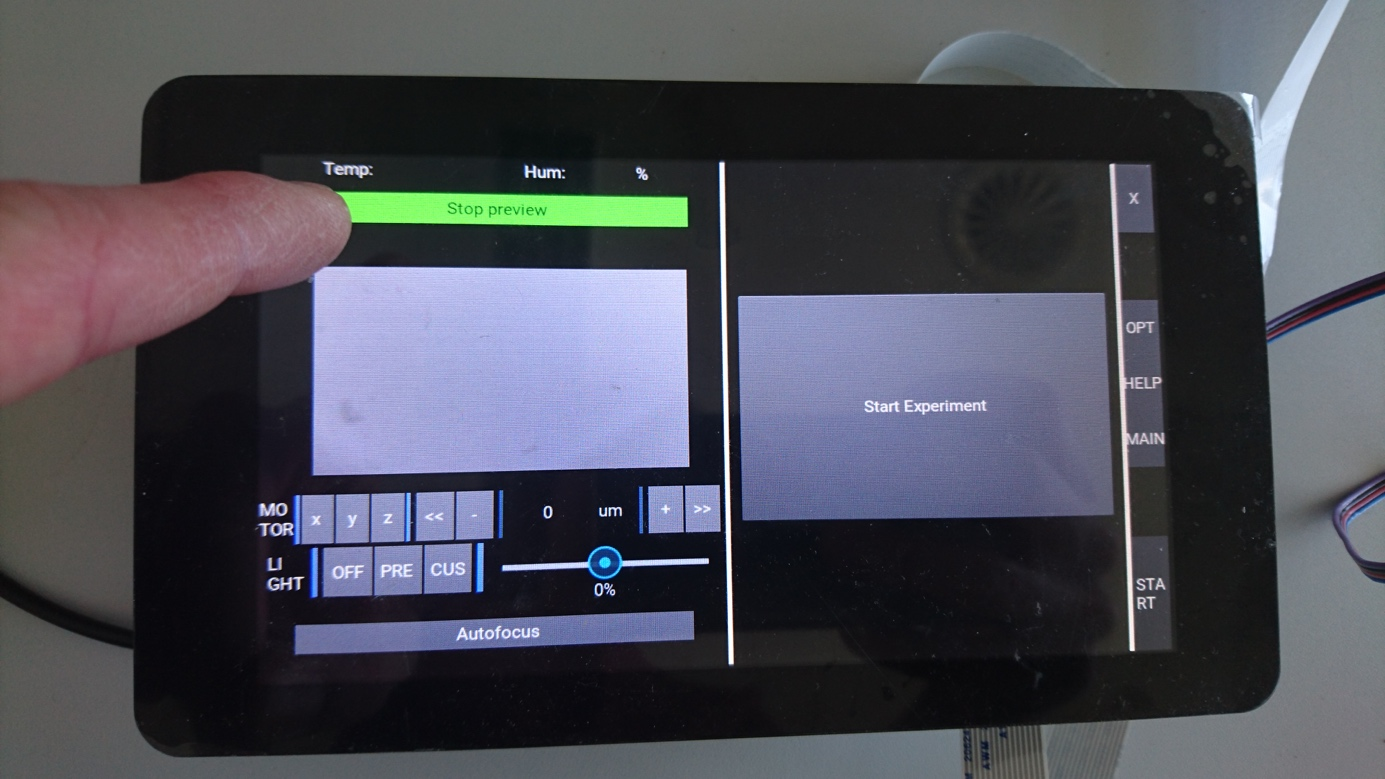 Temp: Hum: %
Stop preview
X
OPT
HELP
MAIN
Start Experiment
MO
TOR
x y z << - 0 um + >>
LI
GHT
OFF PRE CUS
0%
STA
RT
Autofocus